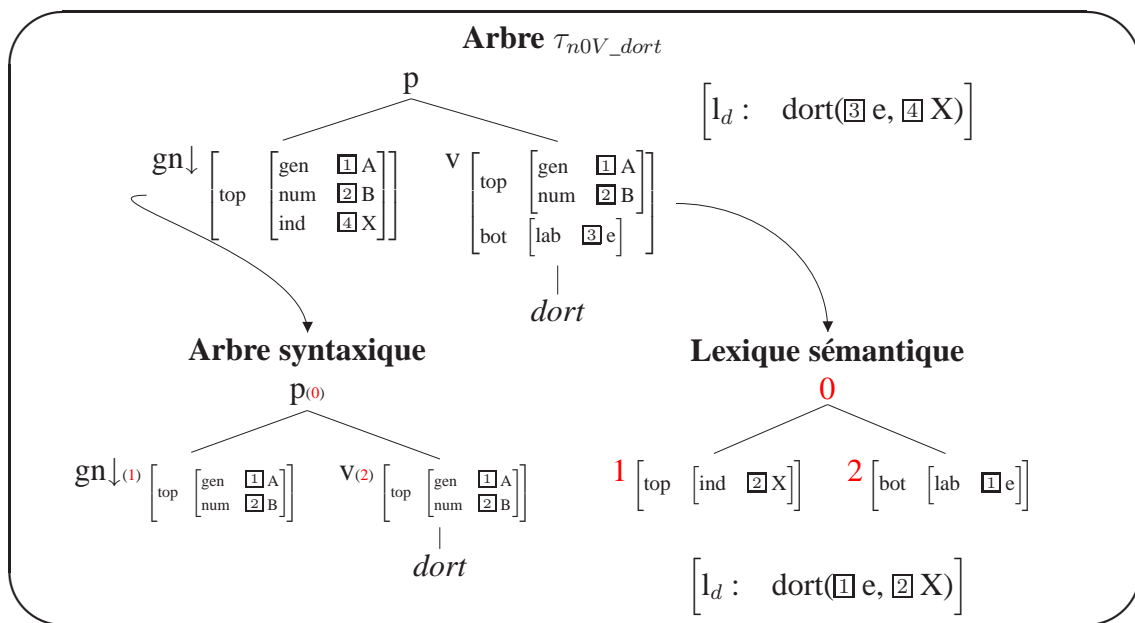 Arbre τn0V_dort
p
[l_d : dort(3 e, 4 X)]
gn↓ [top [gen 1 A
num 2 B
ind 4 X]]
v [top [gen 1 A
num 2 B]
bot [lab 3 e]]
dort
Arbre syntaxique
p(0)
gn↓(1) [top [gen 1 A
num 2 B]]
v(2) [top [gen 1 A
num 2 B]]
dort
Lexique sémantique
0
1 [top [ind 2 X]]
2 [bot [lab 1 e]]
[l_d : dort(1 e, 2 X)]